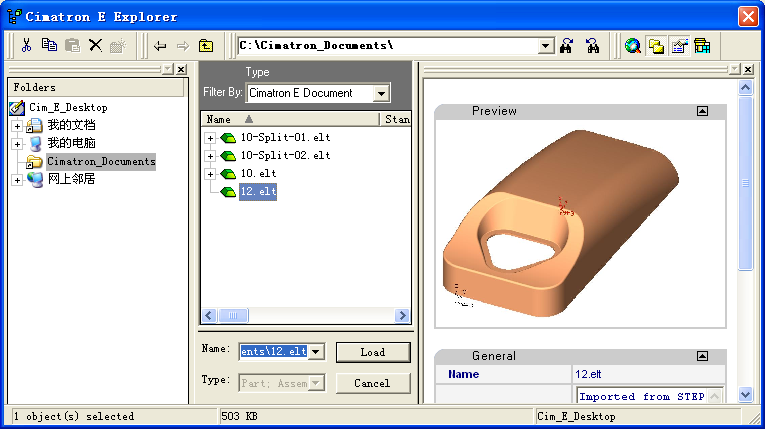 Cimatron E Explorer
C:\Cimatron_Documents\
Folders
Cim_E_Desktop
我的文档
我的电脑
Cimatron_Documents
网上邻居
Type
Filter By: Cimatron E Document
Name Stan
10-Split-01.elt
10-Split-02.elt
10.elt
12.elt
Name: ents\12.elt Load
Type: Part; Assem Cancel
Preview
General
Name 12.elt
Imported from STEP
1 object(s) selected 503 KB Cim_E_Desktop